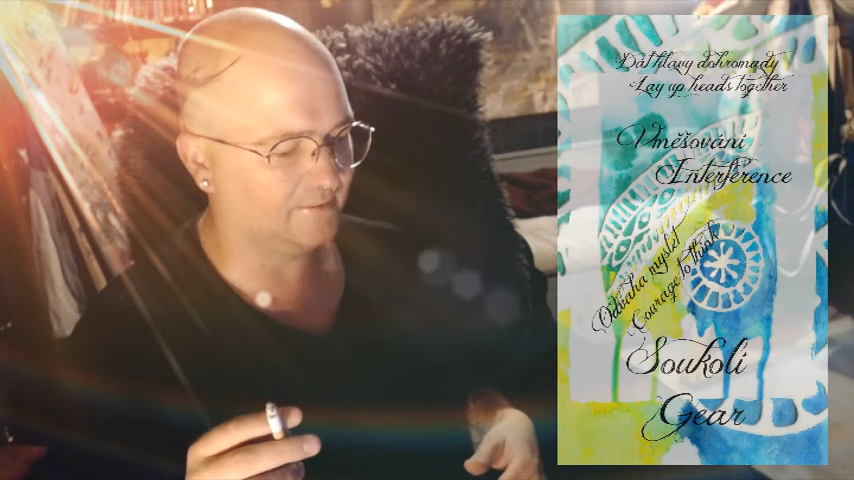 Dát hlavy dohromady
Lay up heads together
Vměšování
Interference
Odvaha myslet
Courage to think
Soukolí
Gear